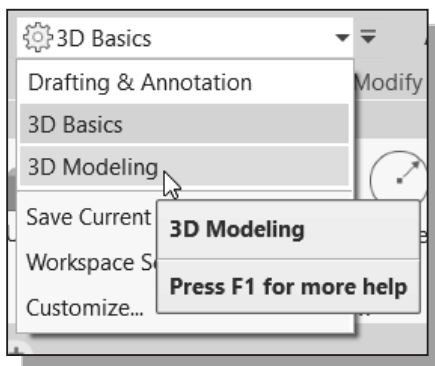 3D Basics
Drafting & Annotation
Modify
3D Basics
3D Modeling
Save Current
3D Modeling
Workspace Se
Press F1 for more help
Customize...